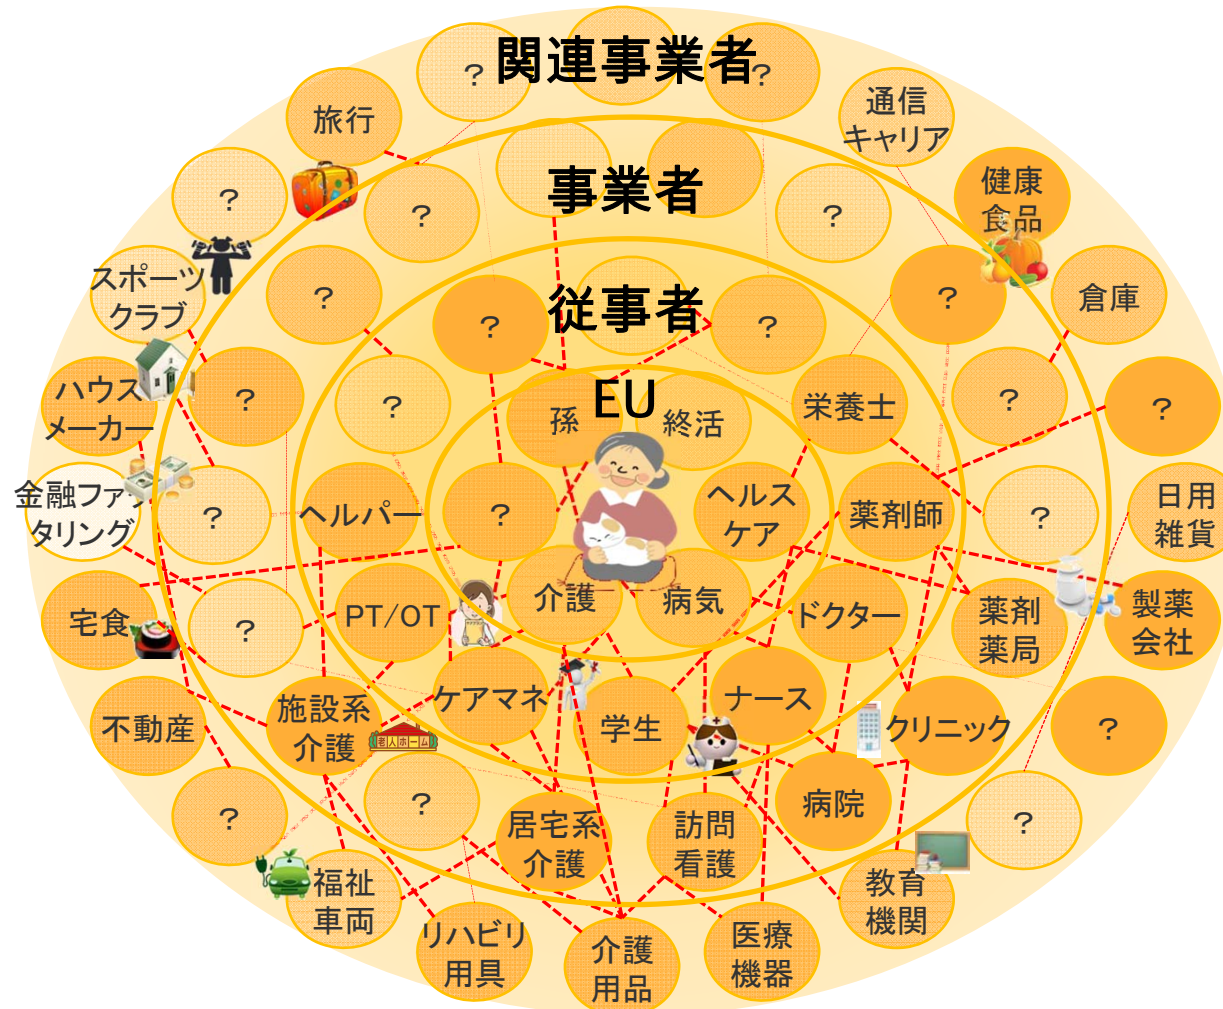 関連事業者
?
?
旅行
通信
キャリア
事業者
健康
食品
?
?
?
スポーツ
クラブ
?
従事者
?
倉庫
?
?
ハウス
メーカー
?
?
EU
孫
終活
栄養士
?
?
金融ファク
タリング
?
ヘルパー
?
ヘルス
ケア
薬剤師
?
日用
雑貨
宅食
?
PT/OT
介護
病気
ドクター
薬剤
薬局
製薬
会社
不動産
施設系
介護
老人ホーム
ケアマネ
学生
ナース
クリニック
?
?
?
居宅系
介護
訪問
看護
病院
?
福祉
車両
リハビリ
用具
介護
用品
医療
機器
教育
機関